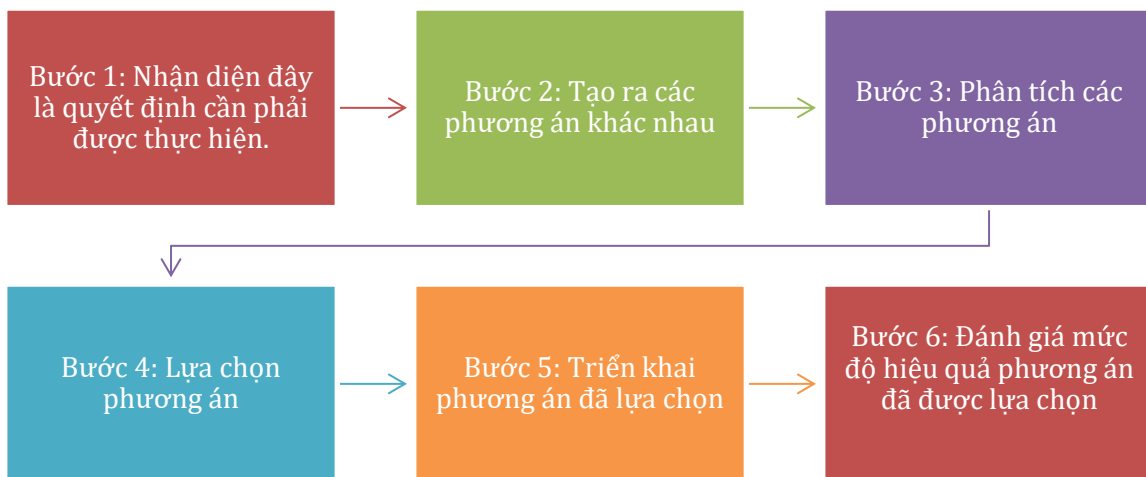 Bước 1: Nhận diện đây
là quyết định cần phải
được thực hiện.
Bước 2: Tạo ra các
phương án khác nhau
Bước 3: Phân tích các
phương án
Bước 4: Lựa chọn
phương án
Bước 5: Triển khai
phương án đã lựa chọn
Bước 6: Đánh giá mức
độ hiệu quả phương án
đã được lựa chọn